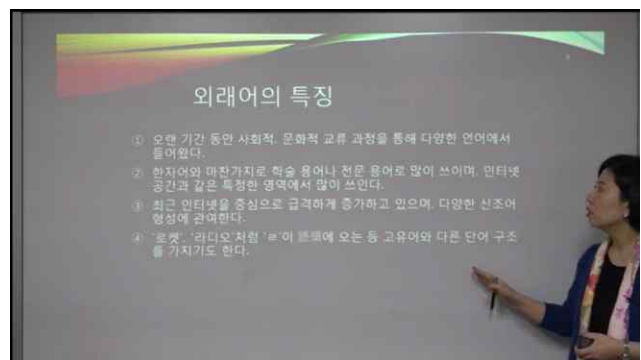 외래어의 특징
① 오랜 기간 동안 사회적, 문화적 교류 과정을 통해 다양한 언어에서
들어왔다.
② 한자어와 마찬가지로 학술 용어나 전문 용어로 많이 쓰이며, 인터넷
공간과 같은 특정한 영역에서 많이 쓰인다.
③ 최근 인터넷을 중심으로 급격하게 증가하고 있으며, 다양한 신조어
형성에 관여한다.
④ '로켓', '라디오'처럼 'ㄹ'이 에 오는 등 고유어와 다른 단어 구조
를 가지기도 한다.